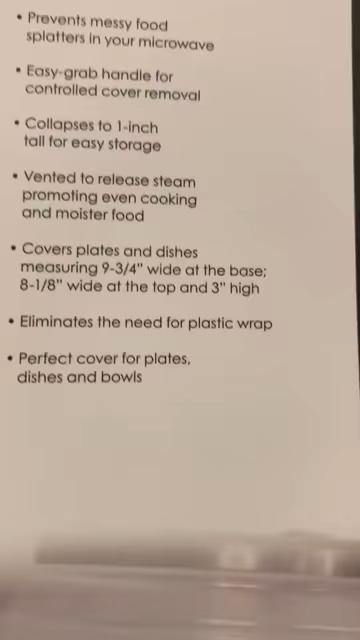 • Prevents messy food
splatters in your microwave
• Easy-grab handle for
controlled cover removal
• Collapses to 1-inch
tall for easy storage
• Vented to release steam
promoting even cooking
and moister food
• Covers plates and dishes
measuring 9-3/4" wide at the base;
8-1/8" wide at the top and 3" high
• Eliminates the need for plastic wrap
• Perfect cover for plates,
dishes and bowls